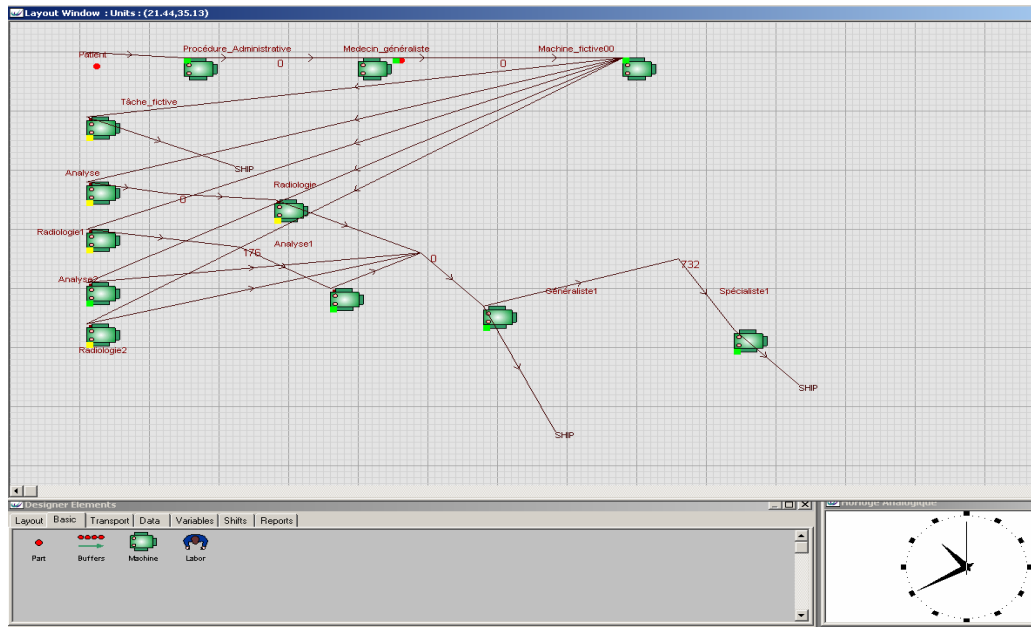 Layout Window : Units : (21.44,35.13)
Patient
Procédure_Administrative
Medecin_généraliste
Machine_fictive00
0
0
Tâche_fictive
SHIP
Analyse
Radiologie
0
Radiologie1
Analyse1
176
0
Analyse2
732
Généraliste1
Spécialiste1
Radiologie2
SHIP
SHIP
Designer Elements
Horloge Analogique
Layout Basic Transport Data Variables Shifts Reports
Part Buffers Machine Labor